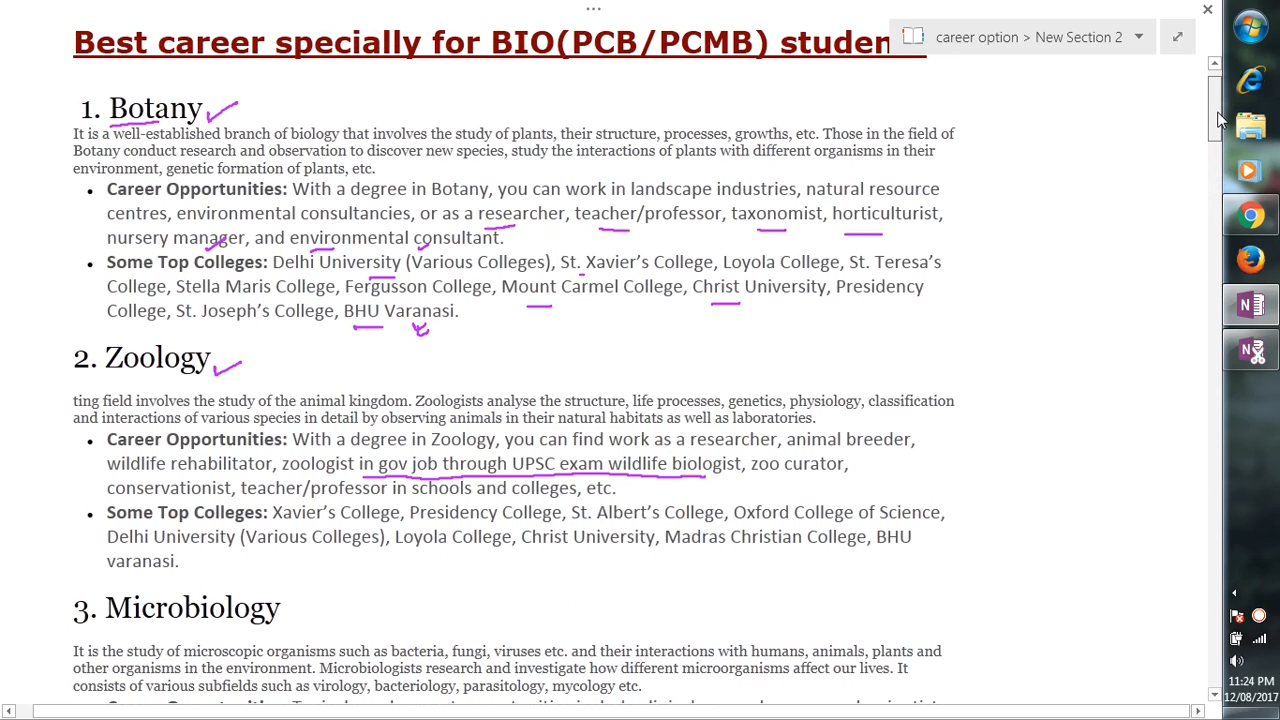 Best career specially for BIO(PCB/PCMB) studen
career option > New Section 2
1. Botany
It is a well-established branch of biology that involves the study of plants, their structure, processes, growths, etc. Those in the field of
Botany conduct research and observation to discover new species, study the interactions of plants with different organisms in their
environment, genetic formation of plants, etc.
• Career Opportunities: With a degree in Botany, you can work in landscape industries, natural resource
centres, environmental consultancies, or as a researcher, teacher/professor, taxonomist, horticulturist,
nursery manager, and environmental consultant.
• Some Top Colleges: Delhi University (Various Colleges), St. Xavier's College, Loyola College, St. Teresa's
College, Stella Maris College, Fergusson College, Mount Carmel College, Christ University, Presidency
College, St. Joseph's College, BHU Varanasi.
2. Zoology
ting field involves the study of the animal kingdom. Zoologists analyse the structure, life processes, genetics, physiology, classification
and interactions of various species in detail by observing animals in their natural habitats as well as laboratories.
• Career Opportunities: With a degree in Zoology, you can find work as a researcher, animal breeder,
wildlife rehabilitator, zoologist in gov job through UPSC exam wildlife biologist, zoo curator,
conservationist, teacher/professor in schools and colleges, etc.
• Some Top Colleges: Xavier's College, Presidency College, St. Albert's College, Oxford College of Science,
Delhi University (Various Colleges), Loyola College, Christ University, Madras Christian College, BHU
varanasi.
3. Microbiology
It is the study of microscopic organisms such as bacteria, fungi, viruses etc. and their interactions with humans, animals, plants and
other organisms in the environment. Microbiologists research and investigate how different microorganisms affect our lives. It
consists of various subfields such as virology, bacteriology, parasitology, mycology etc.
11:24 PM
12/08/2017